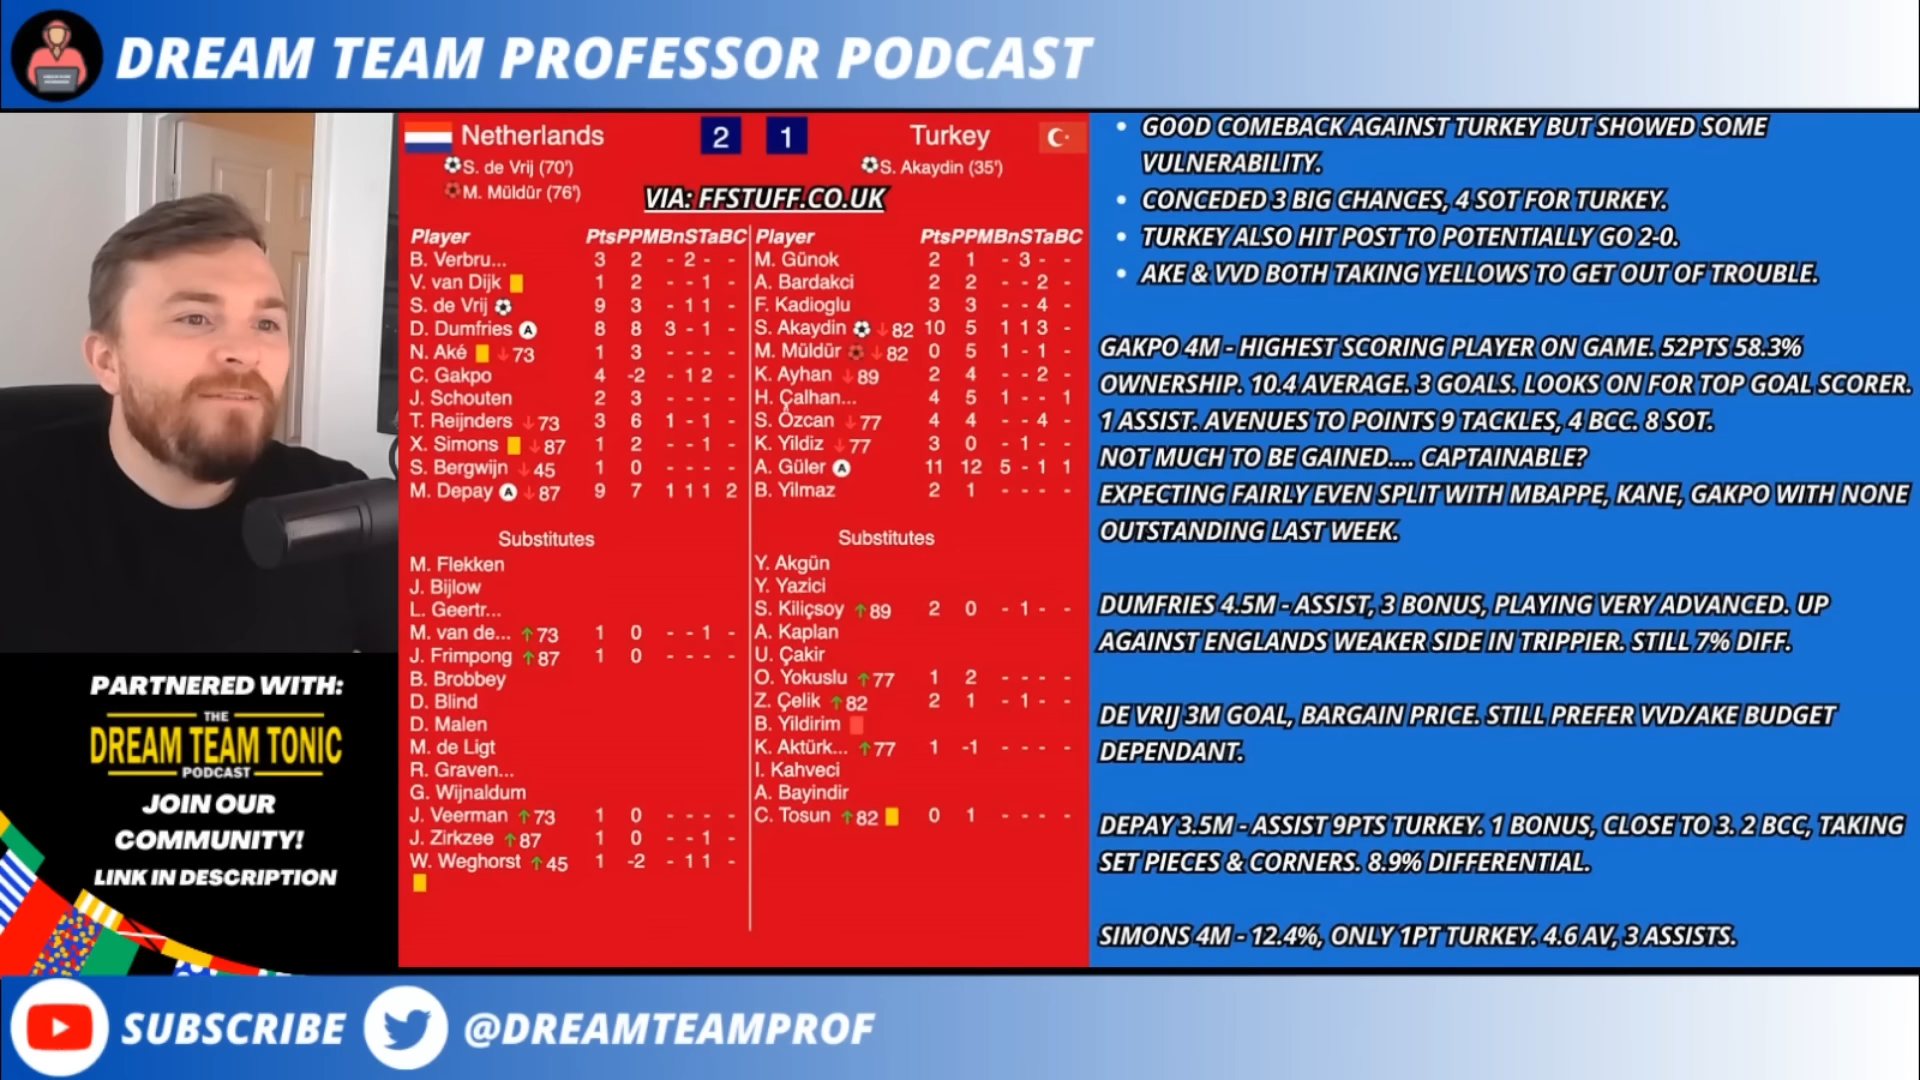 DREAM TEAM PROFESSOR PODCAST
Netherlands 2 1 Turkey
S. de Vrij (70')
M. Müldür (76')
S. Akaydin (35')
VIA: FFSTUFF.CO.UK
Player Pts PPM Bn S Ta BC
B. Verbru... 3 2 - 2 - -
V. van Dijk 1 2 - - 1 -
S. de Vrij 9 3 - 1 1 -
D. Dumfries A 8 8 3 - 1 -
N. Aké 73 1 3 - - - -
C. Gakpo 4 -2 - 1 2 -
J. Schouten 2 3 - - - -
T. Reijnders 73 3 6 1 - 1 -
X. Simons 87 1 2 - - 1 -
S. Bergwijn 45 1 0 - - - -
M. Depay A 87 9 7 1 1 1 2
Substitutes
M. Flekken
J. Bijlow
L. Geertr...
M. van de... 73 1 0 - - 1 -
J. Frimpong 87 1 0 - - - -
B. Brobbey
D. Blind
D. Malen
M. de Ligt
R. Graven...
G. Wijnaldum
J. Veerman 73 1 0 - - - -
J. Zirkzee 87 1 0 - - 1 -
W. Weghorst 45 1 -2 - 1 1 -
Player Pts PPM Bn S Ta BC
M. Günok 2 1 - 3 - -
A. Bardakci 2 2 - - 2 -
F. Kadioglu 3 3 - - 4 -
S. Akaydin 82 10 5 1 1 3 -
M. Müldür 82 0 5 1 - 1 -
K. Ayhan 89 2 4 - - 2 -
H. Çalhan... 4 5 1 - - 1
S. Özcan 77 4 4 - - 4 -
K. Yildiz 77 3 0 - 1 - -
A. Güler A 11 12 5 - 1 1
B. Yilmaz 2 1 - - - -
Substitutes
Y. Akgün
Y. Yazici
S. Kiliçsoy 89 2 0 - 1 - -
A. Kaplan
U. Çakir
O. Yokuslu 77 1 2 - - - -
Z. Çelik 82 2 1 - 1 - -
B. Yildirim
K. Aktürk... 77 1 -1 - - - -
I. Kahveci
A. Bayindir
C. Tosun 82 0 1 - - - -
• GOOD COMEBACK AGAINST TURKEY BUT SHOWED SOME
VULNERABILITY.
• CONCEDED 3 BIG CHANCES, 4 SOT FOR TURKEY.
• TURKEY ALSO HIT POST TO POTENTIALLY GO 2-0.
• AKE & VVD BOTH TAKING YELLOWS TO GET OUT OF TROUBLE.
GAKPO 4M - HIGHEST SCORING PLAYER ON GAME. 52PTS 58.3%
OWNERSHIP. 10.4 AVERAGE. 3 GOALS. LOOKS ON FOR TOP GOAL SCORER.
1 ASSIST. AVENUES TO POINTS 9 TACKLES, 4 BCC. 8 SOT.
NOT MUCH TO BE GAINED.... CAPTAINABLE?
EXPECTING FAIRLY EVEN SPLIT WITH MBAPPE, KANE, GAKPO WITH NONE
OUTSTANDING LAST WEEK.
DUMFRIES 4.5M - ASSIST, 3 BONUS, PLAYING VERY ADVANCED. UP
AGAINST ENGLANDS WEAKER SIDE IN TRIPPIER. STILL 7% DIFF.
DE VRIJ 3M GOAL, BARGAIN PRICE. STILL PREFER VVD/AKE BUDGET
DEPENDANT.
DEPAY 3.5M - ASSIST 9PTS TURKEY. 1 BONUS, CLOSE TO 3. 2 BCC, TAKING
SET PIECES & CORNERS. 8.9% DIFFERENTIAL.
SIMONS 4M - 12.4%, ONLY 1PT TURKEY. 4.6 AV, 3 ASSISTS.
PARTNERED WITH:
THE
DREAM TEAM TONIC
PODCAST
JOIN OUR
COMMUNITY!
LINK IN DESCRIPTION
SUBSCRIBE
@DREAMTEAMPROF